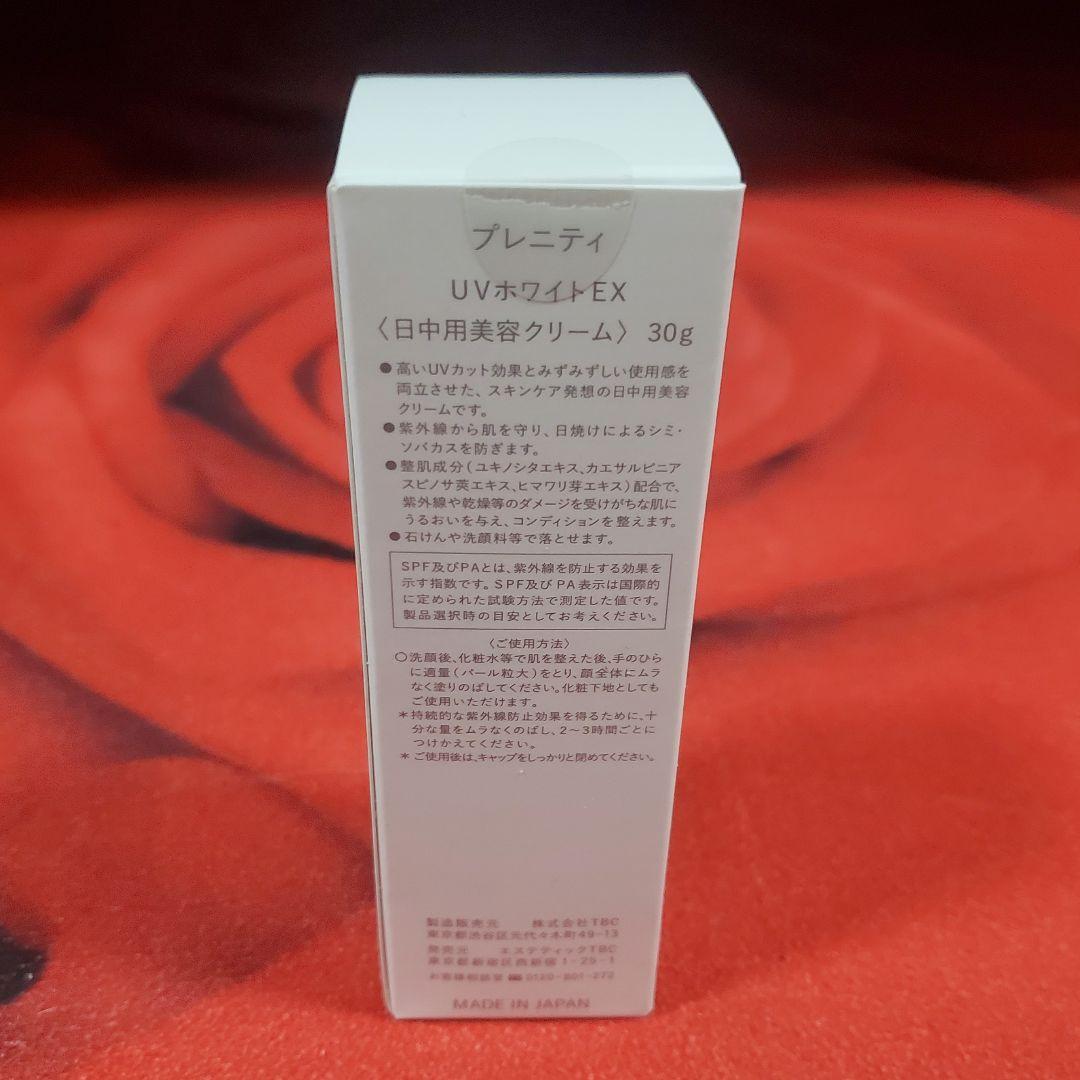 プレニティ
UVホワイトEX
〈日中用美容クリーム〉 30g
●高いUVカット効果とみずみずしい使用感を
両立させた、スキンケア発想の日中用美容
クリームです。
●紫外線から肌を守り、日焼けによるシミ・
ソバカスを防ぎます。
●整肌成分(ユキノシタエキス、カエサルピニア
スピノサ莢エキス、ヒマワリ芽エキス)配合で、
紫外線や乾燥等のダメージを受けがちな肌に
うるおいを与え、コンディションを整えます。
●石けんや洗顔料等で落とせます。
SPF及びPAとは、紫外線を防止する効果を
示す指数です。SPF及びPA表示は国際的
に定められた試験方法で測定した値です。
製品選択時の目安としてお考えください。
〈ご使用方法〉
○洗顔後、化粧水等で肌を整えた後、手のひら
に適量(パール粒大)をとり、顔全体にムラ
なく塗りのばしてください。化粧下地としても
ご使用いただけます。
＊持続的な紫外線防止効果を得るために、十
分な量をムラなくのばし、2～3時間ごとに
つけかえてください。
＊ご使用後は、キャップをしっかりと閉めてください。
製造販売元 株式会社TBC
東京都渋谷区元代々木町49-13
発売元 エステティックTBC
東京都新宿区西新宿1-25-1
お客様相談室 0120-801-272
MADE IN JAPAN